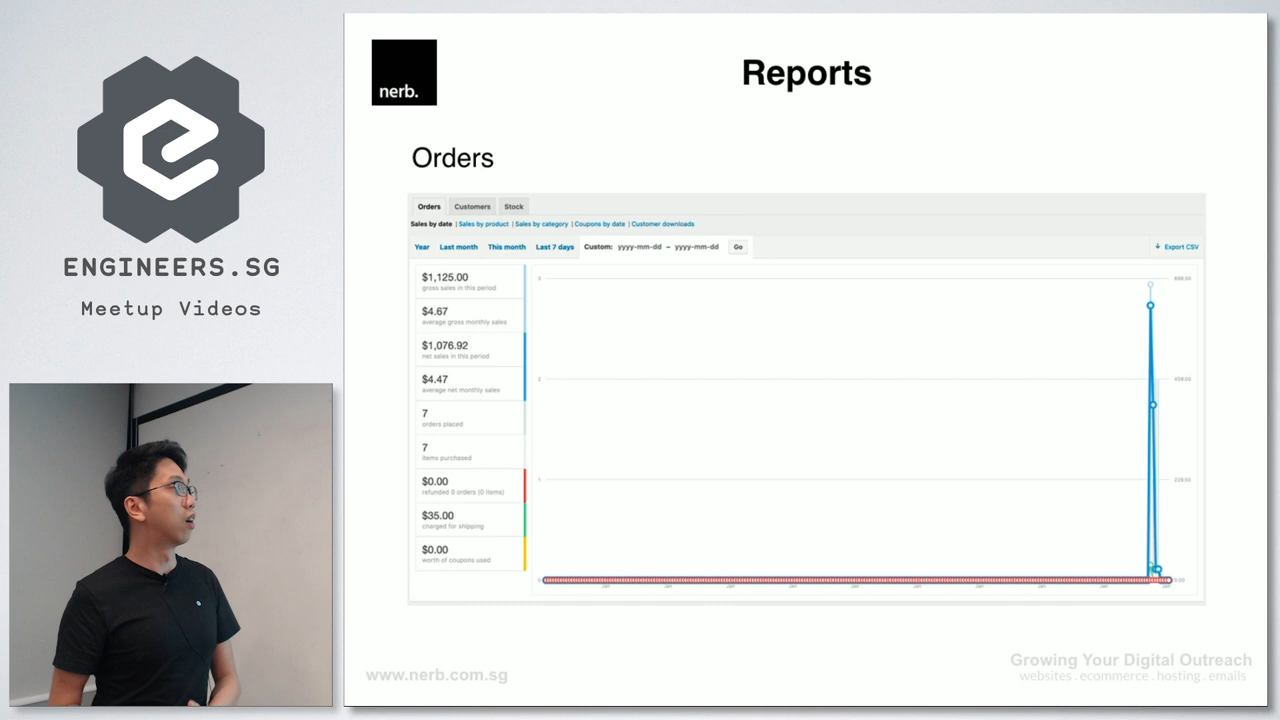 ENGINEERS.SG
Meetup Videos
nerb.
Reports
Orders
Orders Customers Stock
Sales by date | Sales by product | Sales by category | Coupons by date | Customer downloads
Year Last month This month Last 7 days Custom: yyyy-mm-dd – yyyy-mm-dd Go Export CSV
$1,125.00
gross sales in this period
$4.67
average gross monthly sales
$1,076.92
net sales in this period
$4.47
average net monthly sales
7
orders placed
7
items purchased
$0.00
refunded 0 orders (0 items)
$35.00
charged for shipping
$0.00
worth of coupons used
3
2
1
0
www.nerb.com.sg
Growing Your Digital Outreach
websites . ecommerce . hosting . emails